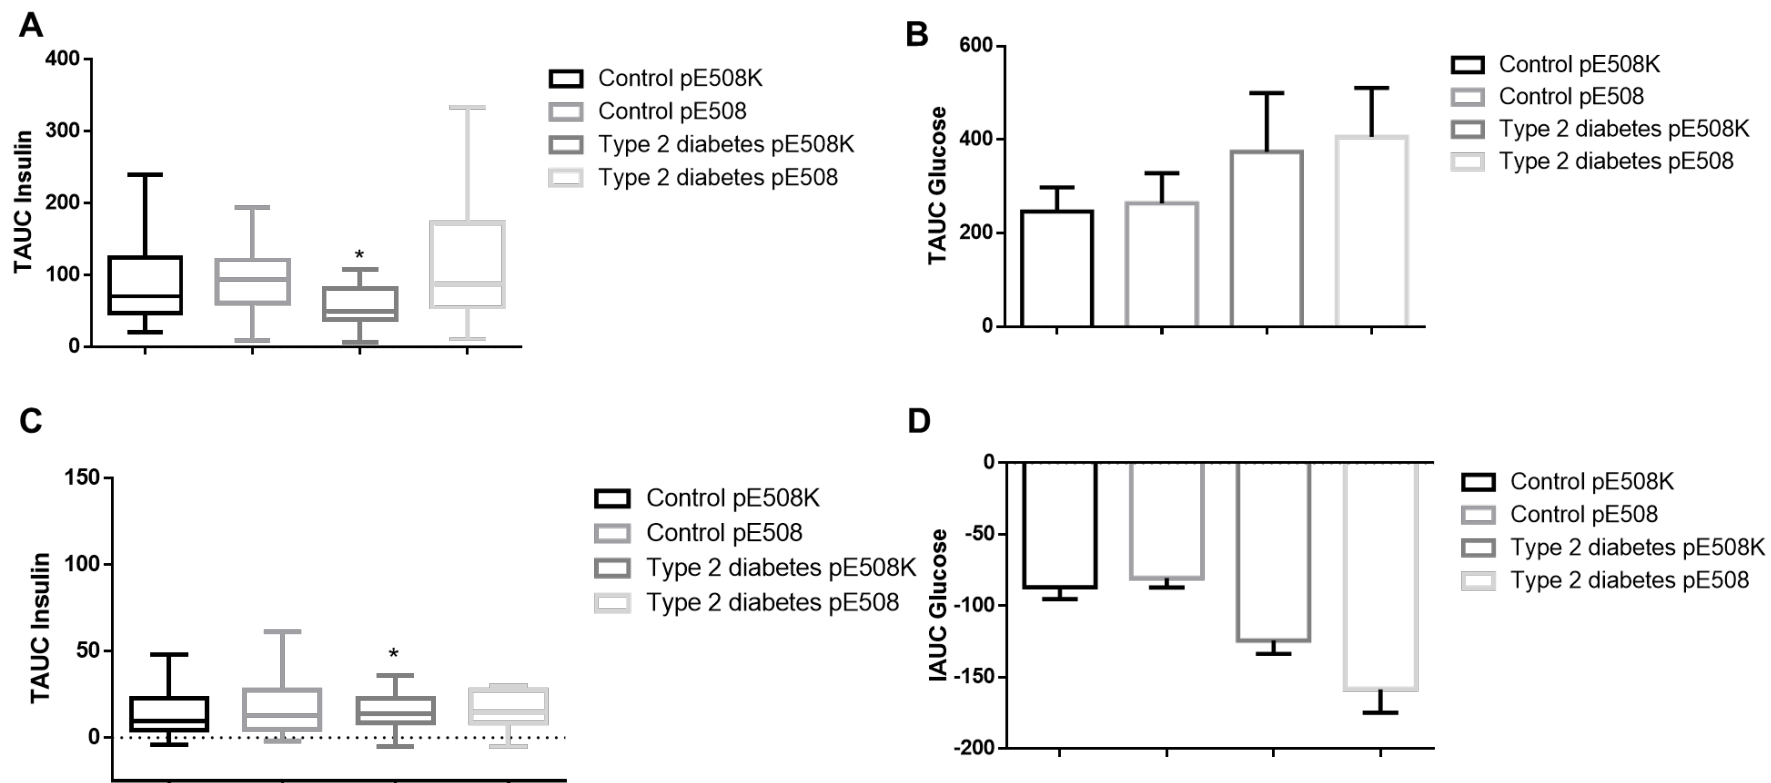 A
400
300
200
100
0
TAUC Insulin
*
Control pE508K
Control pE508
Type 2 diabetes pE508K
Type 2 diabetes pE508
B
600
400
200
0
TAUC Glucose
Control pE508K
Control pE508
Type 2 diabetes pE508K
Type 2 diabetes pE508
C
150
100
50
0
TAUC Insulin
*
Control pE508K
Control pE508
Type 2 diabetes pE508K
Type 2 diabetes pE508
D
0
-50
-100
-150
-200
IAUC Glucose
Control pE508K
Control pE508
Type 2 diabetes pE508K
Type 2 diabetes pE508